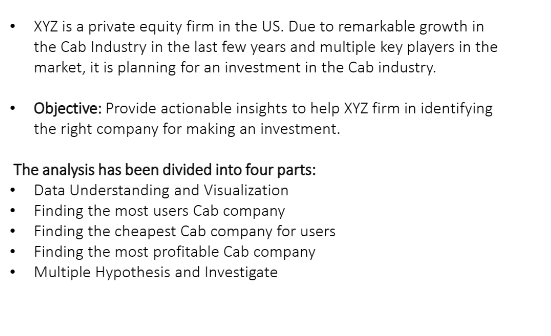 • XYZ is a private equity firm in the US. Due to remarkable growth in
the Cab Industry in the last few years and multiple key players in the
market, it is planning for an investment in the Cab industry.
• Objective: Provide actionable insights to help XYZ firm in identifying
the right company for making an investment.
The analysis has been divided into four parts:
• Data Understanding and Visualization
• Finding the most users Cab company
• Finding the cheapest Cab company for users
• Finding the most profitable Cab company
• Multiple Hypothesis and Investigate